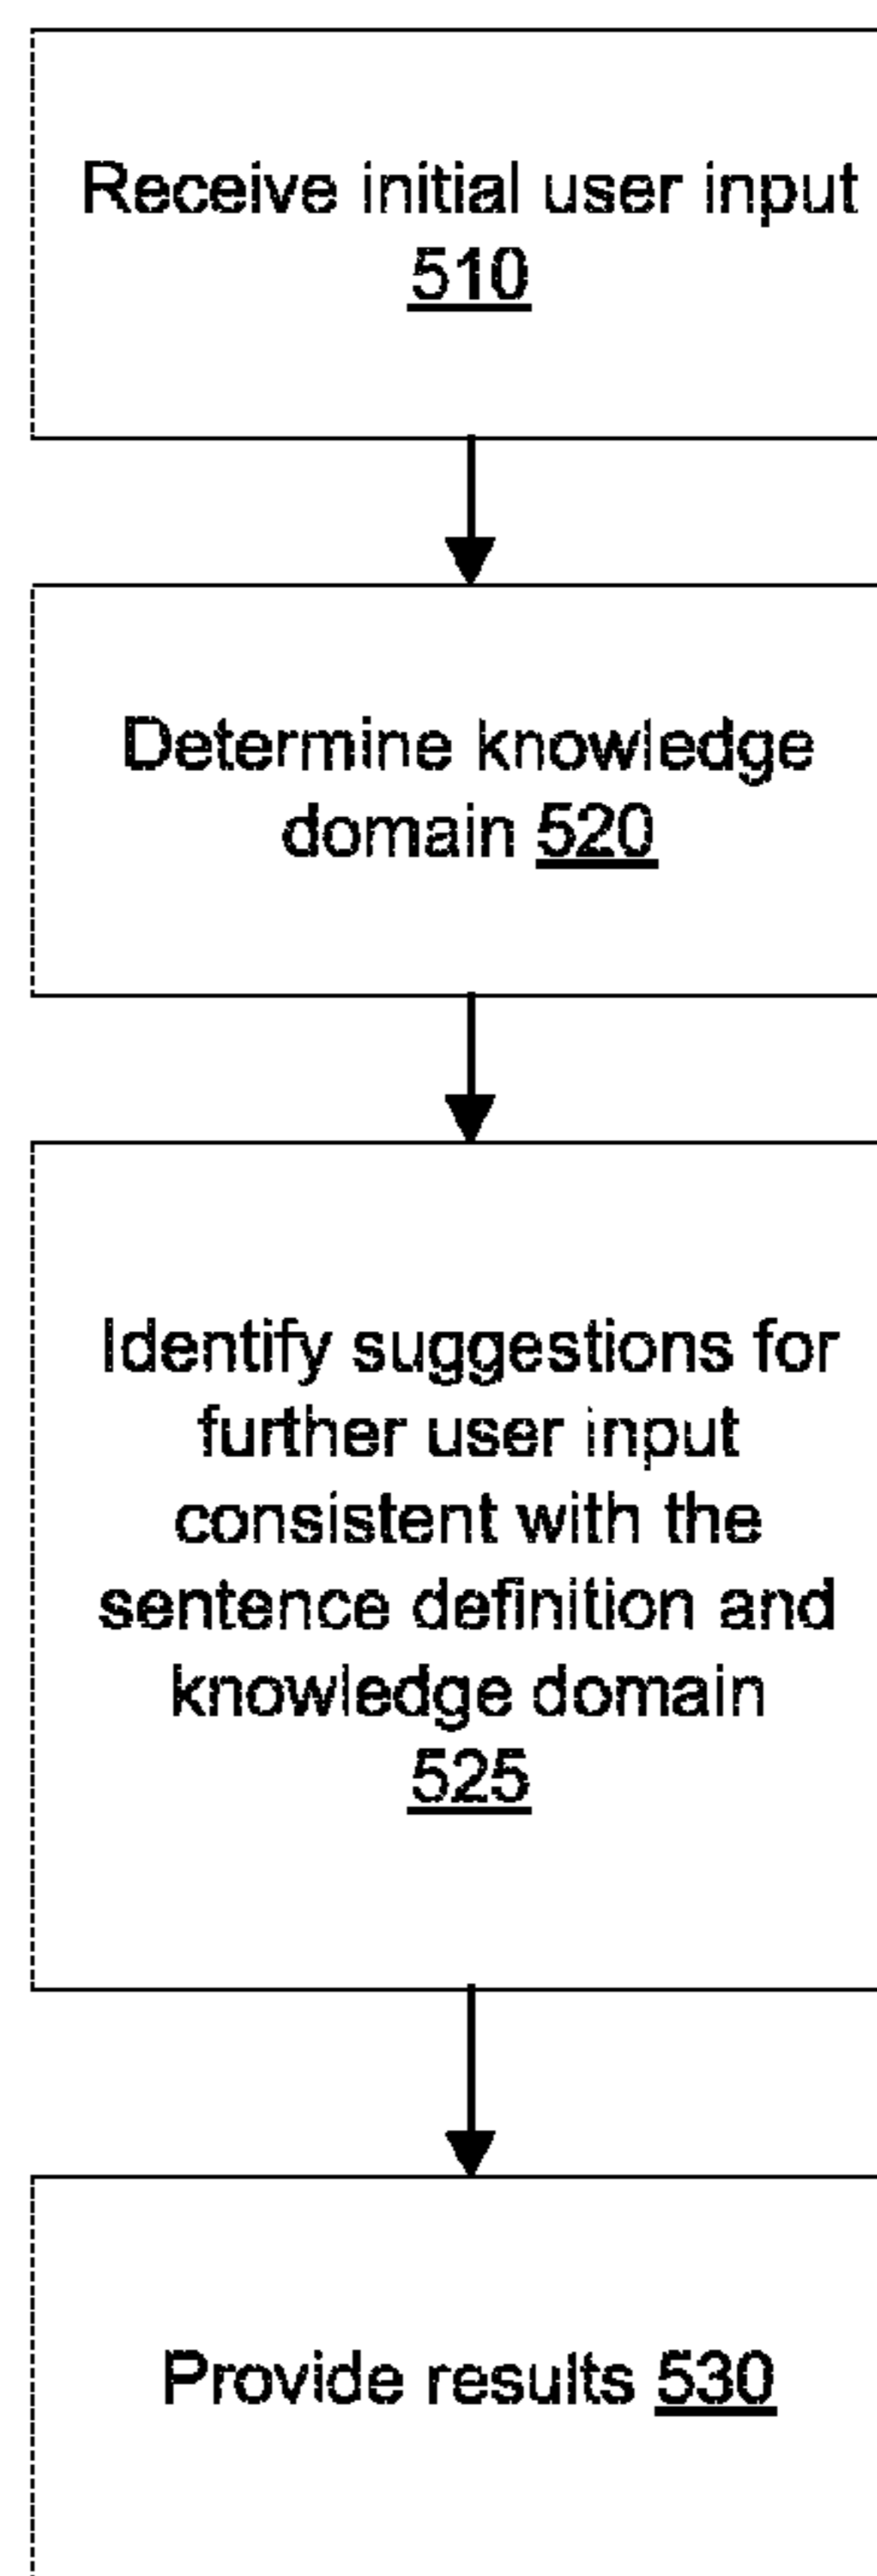 Receive initial user input
510
Determine knowledge
domain 520
Identify suggestions for
further user input
consistent with the
sentence definition and
knowledge domain
525
Provide results 530